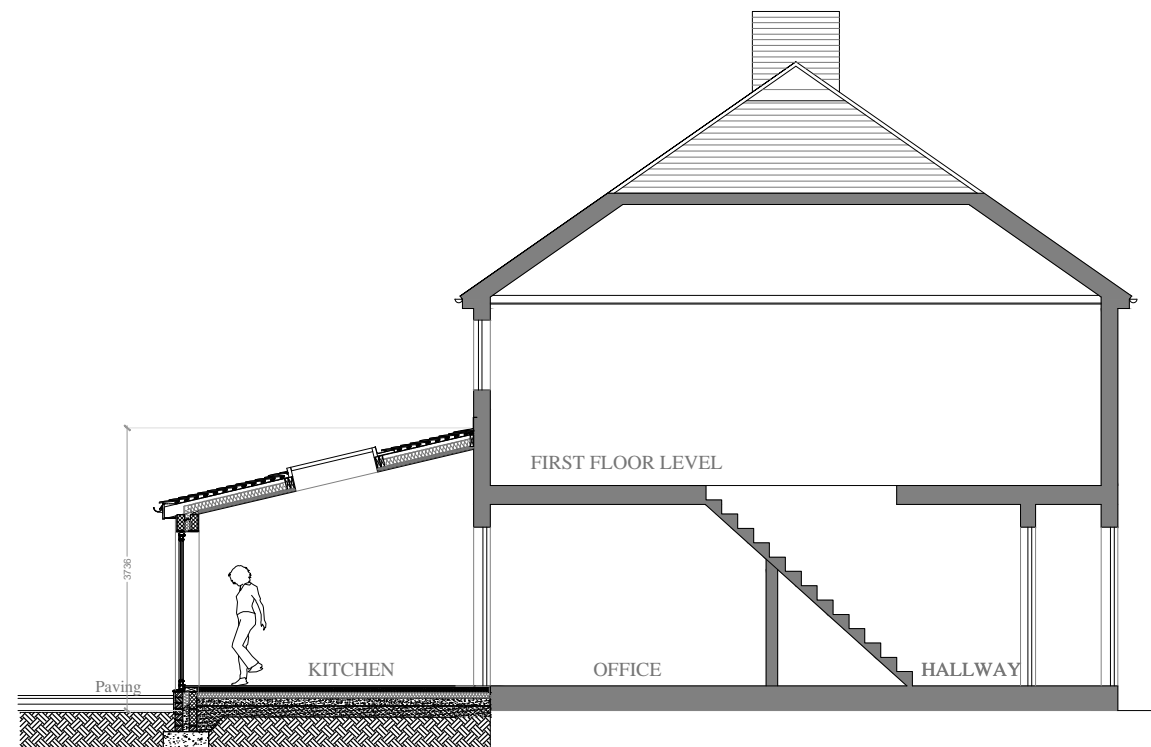 FIRST FLOOR LEVEL
3736
KITCHEN
OFFICE
HALLWAY
Paving